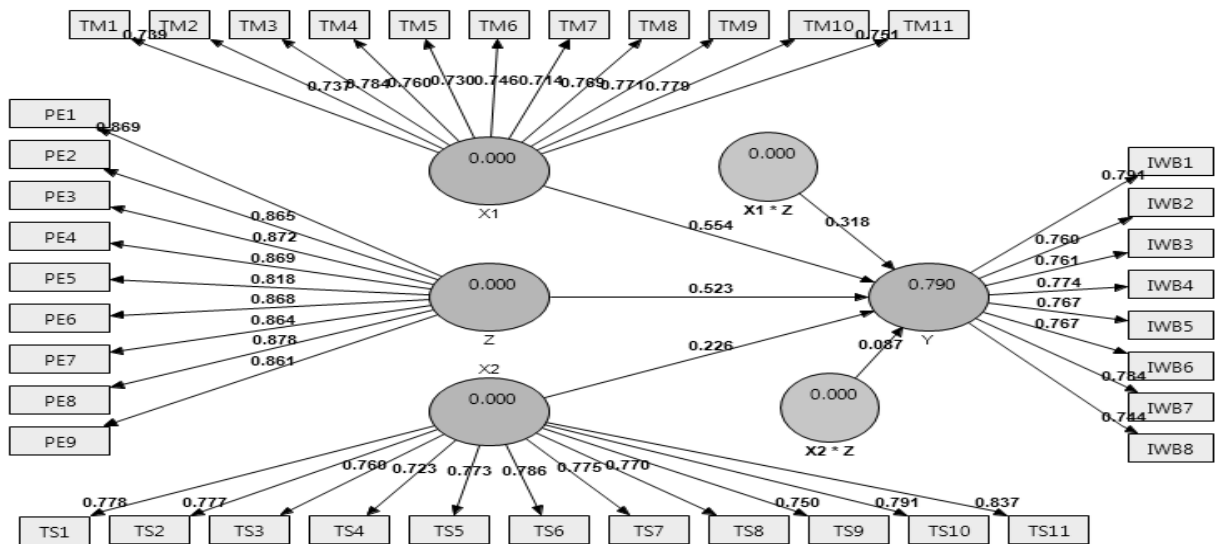 TM1 TM2 TM3 TM4 TM5 TM6 TM7 TM8 TM9 TM10 TM11
0.739 0.751
0.737 0.784 0.760 0.730 0.746 0.714 0.769 0.771 0.779
PE1
0.869
PE2
PE3
PE4
PE5
PE6
PE7
PE8
PE9
0.865
0.872
0.869
0.818
0.868
0.864
0.878
0.861
0.000
X1
0.000
X1 * Z
0.554
0.318
0.000
Z
0.523
0.790
Y
X2
0.226
0.087
0.000
0.000
X2 * Z
0.791
0.760
0.761
0.774
0.767
0.767
0.784
0.744
IWB1
IWB2
IWB3
IWB4
IWB5
IWB6
IWB7
IWB8
0.778 0.777 0.760 0.723 0.773 0.786 0.775 0.770 0.750 0.791 0.837
TS1 TS2 TS3 TS4 TS5 TS6 TS7 TS8 TS9 TS10 TS11